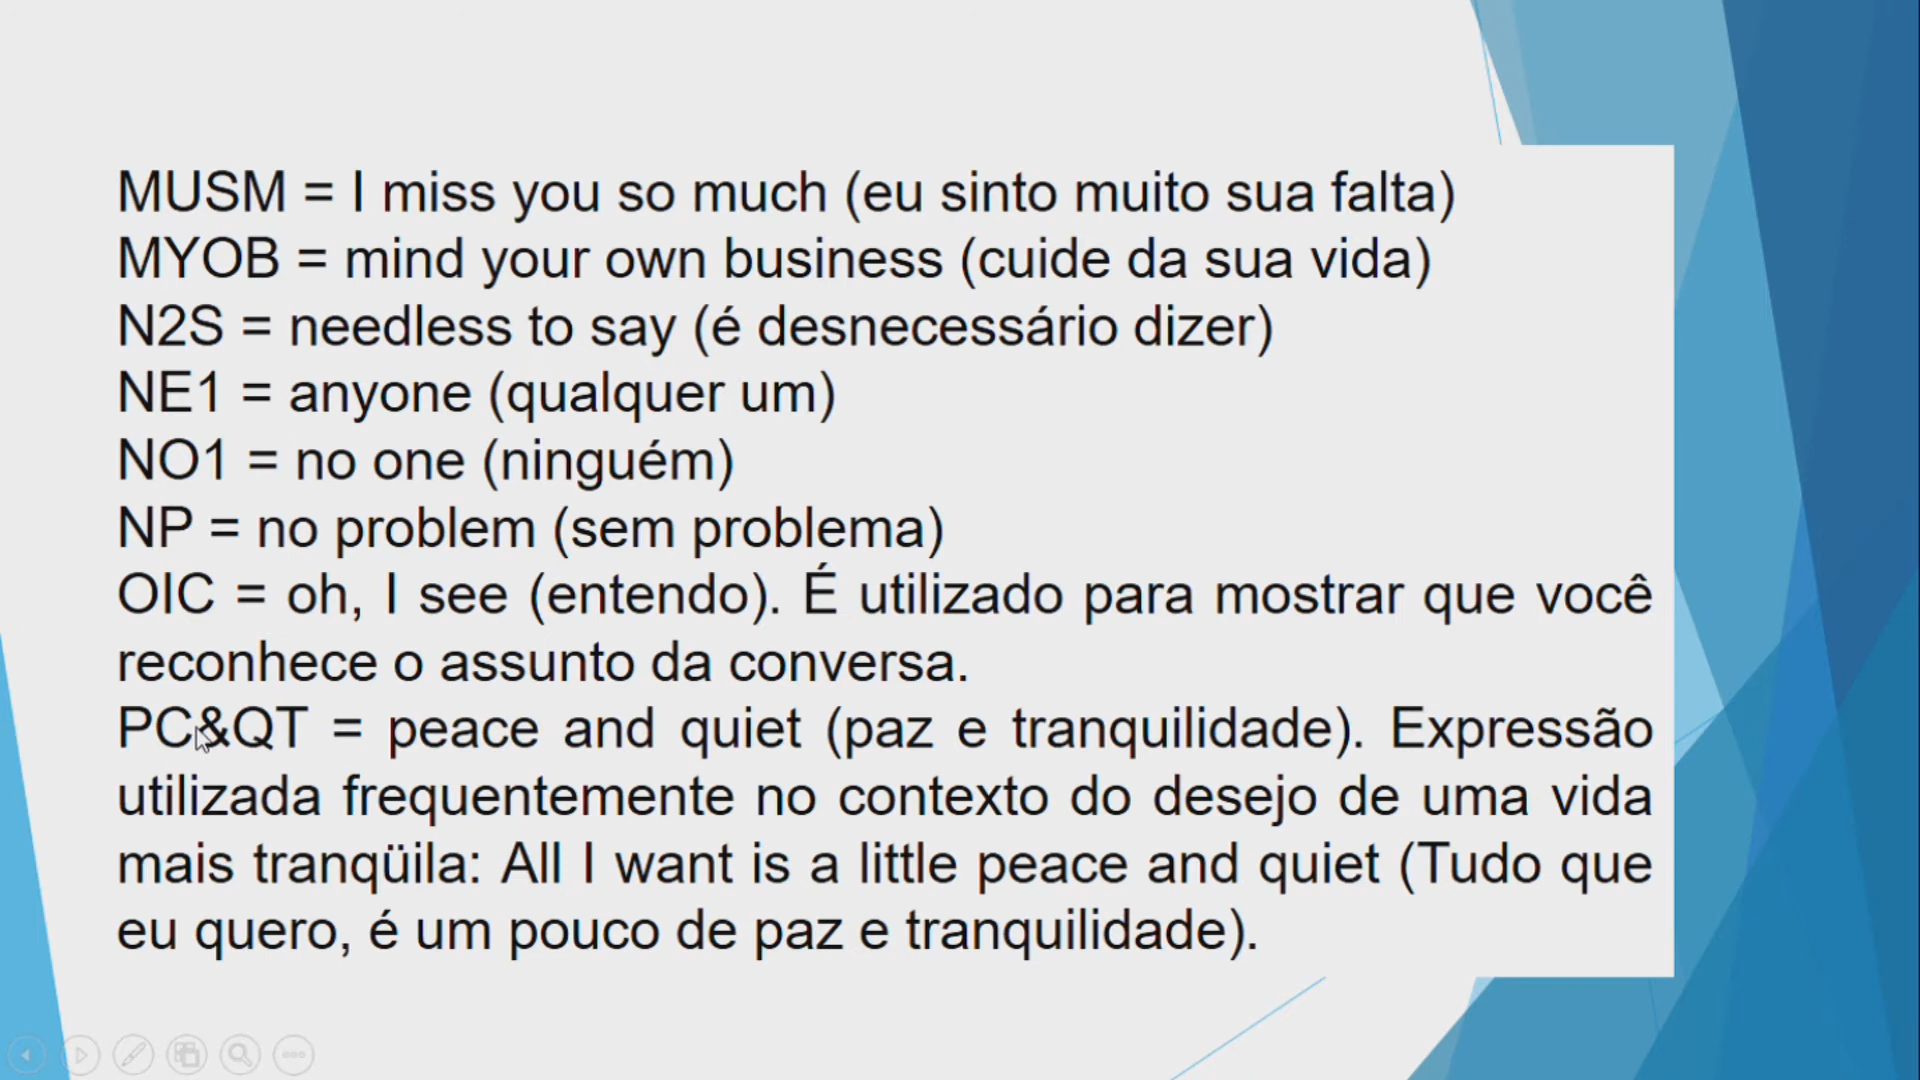 MUSM = I miss you so much (eu sinto muito sua falta)
MYOB = mind your own business (cuide da sua vida)
N2S = needless to say (é desnecessário dizer)
NE1 = anyone (qualquer um)
NO1 = no one (ninguém)
NP = no problem (sem problema)
OIC = oh, I see (entendo). É utilizado para mostrar que você
reconhece o assunto da conversa.
PC&QT = peace and quiet (paz e tranquilidade). Expressão
utilizada frequentemente no contexto do desejo de uma vida
mais tranqüila: All I want is a little peace and quiet (Tudo que
eu quero, é um pouco de paz e tranquilidade).